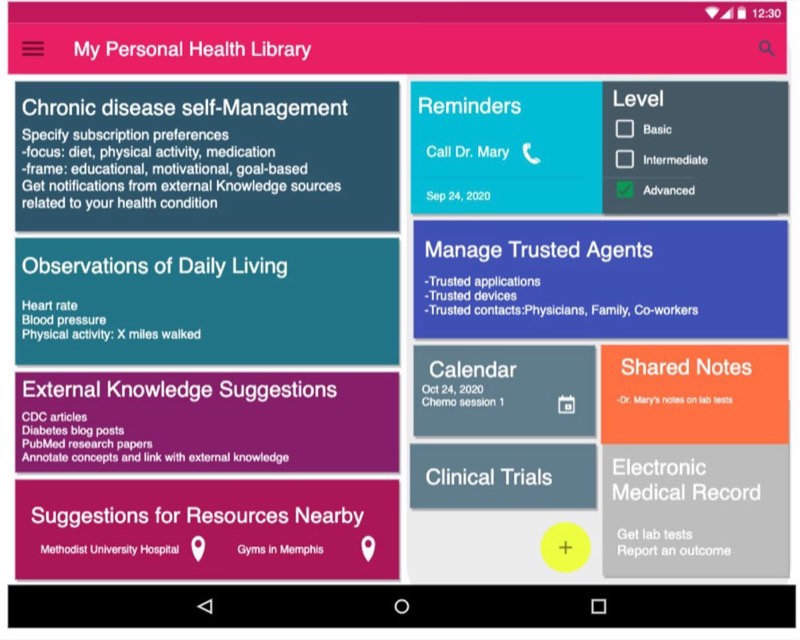 12:30
My Personal Health Library
Chronic disease self-Management
Specify subscription preferences
-focus: diet, physical activity, medication
-frame: educational, motivational, goal-based
Get notifications from external Knowledge sources
related to your health condition
Observations of Daily Living
Heart rate
Blood pressure
Physical activity: X miles walked
External Knowledge Suggestions
CDC articles
Diabetes blog posts
PubMed research papers
Annotate concepts and link with external knowledge
Suggestions for Resources Nearby
Methodist University Hospital
Gyms in Memphis
Reminders
Call Dr. Mary
Sep 24, 2020
Level
Basic
Intermediate
Advanced
Manage Trusted Agents
-Trusted applications
-Trusted devices
-Trusted contacts:Physicians, Family, Co-workers
Calendar
Oct 24, 2020
Chemo session 1
Shared Notes
-Dr. Mary's notes on lab tests
Clinical Trials
Electronic
Medical Record
Get lab tests
Report an outcome